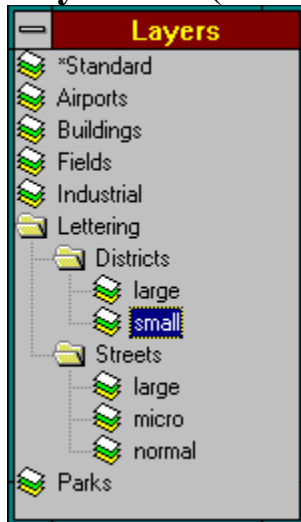 Layers
*Standard
Airports
Buildings
Fields
Industrial
Lettering
Districts
large
small
Streets
large
micro
normal
Parks